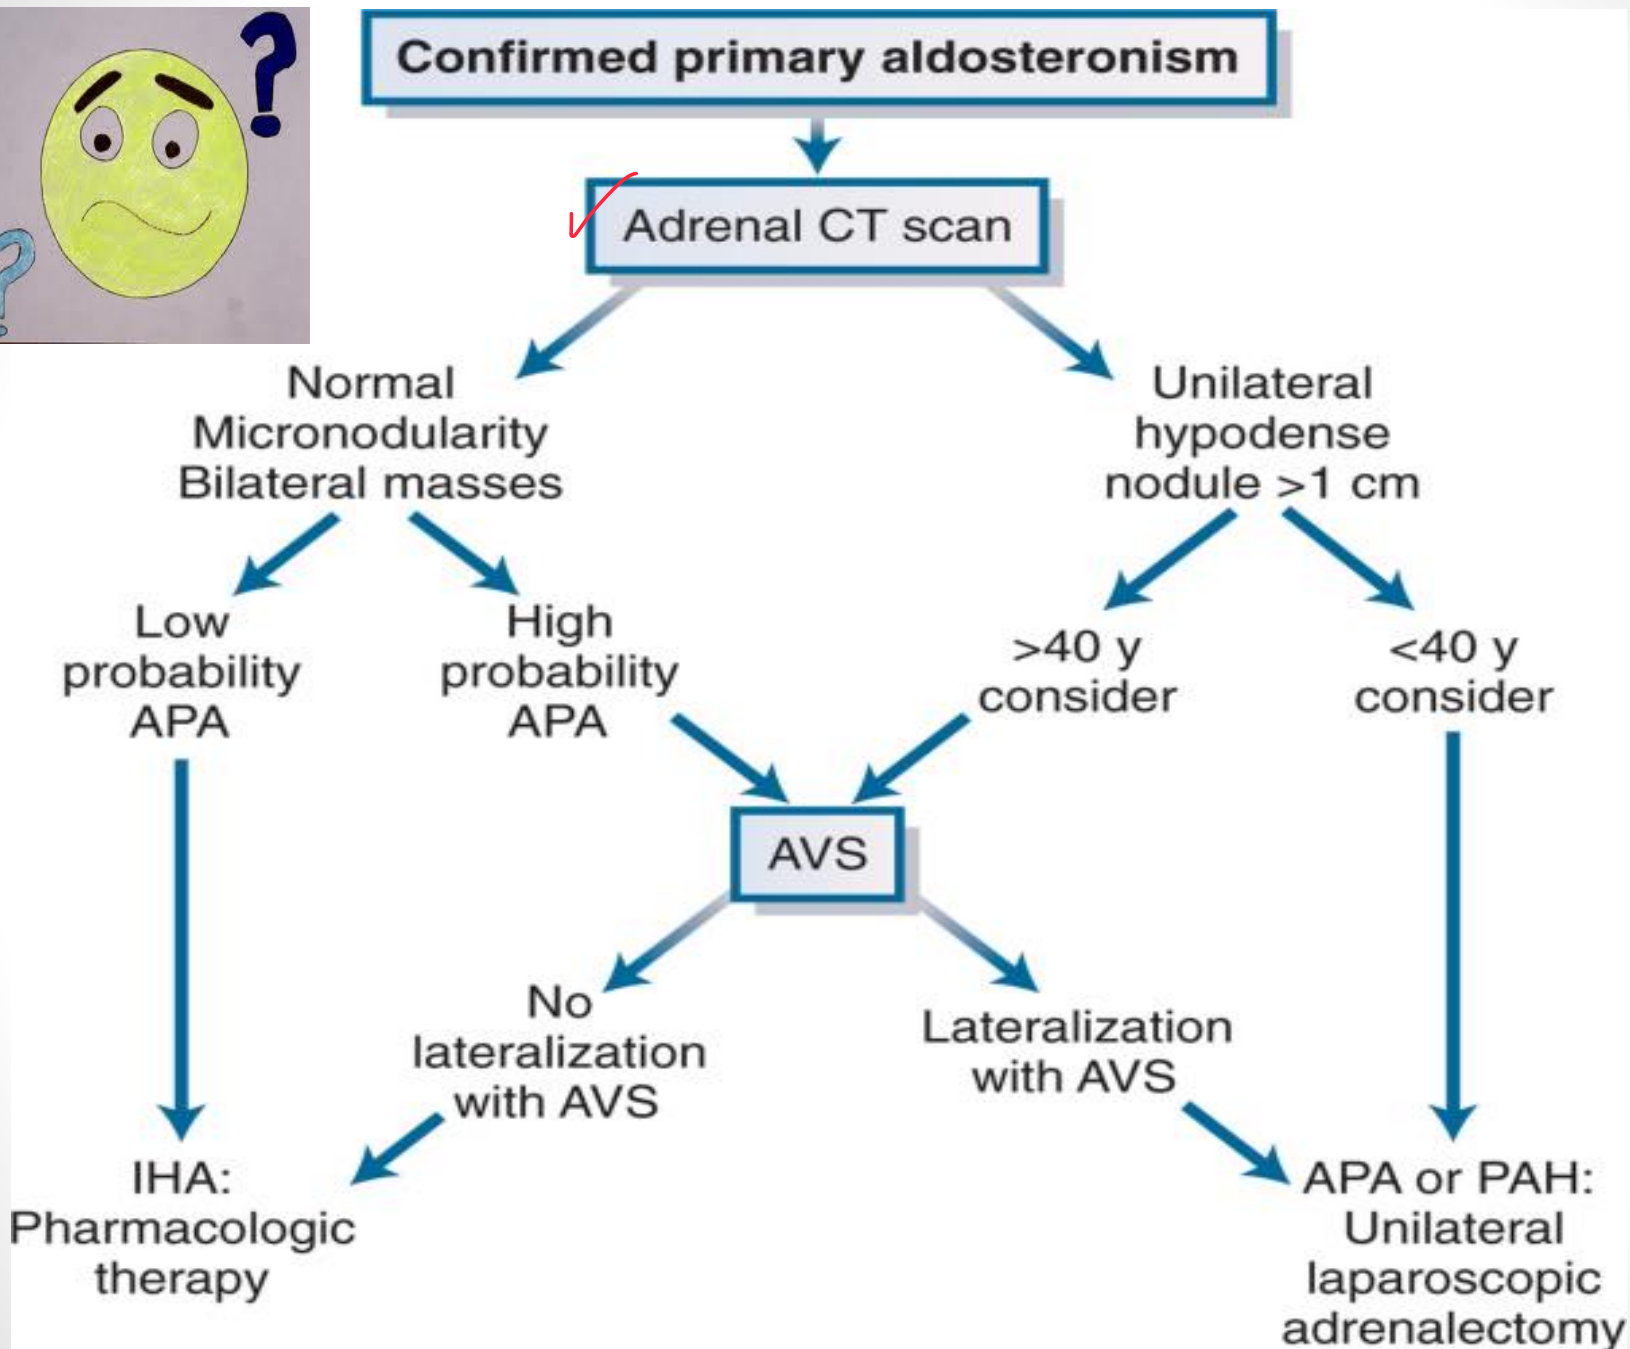 ?
?
Confirmed primary aldosteronism
Adrenal CT scan
Normal
Micronodularity
Bilateral masses
Unilateral
hypodense
nodule >1 cm
Low
probability
APA
High
probability
APA
>40 y
consider
<40 y
consider
AVS
No
lateralization
with AVS
Lateralization
with AVS
IHA:
Pharmacologic
therapy
APA or PAH:
Unilateral
laparoscopic
adrenalectomy